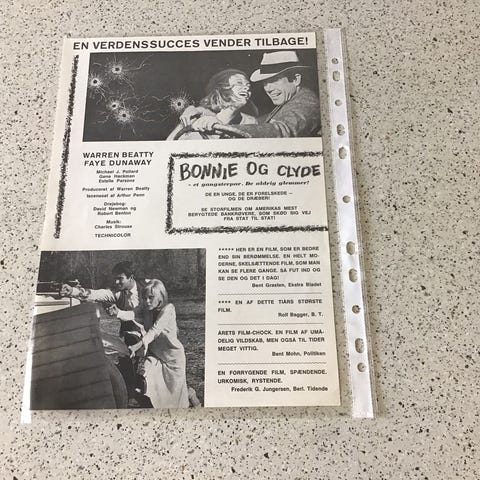 EN VERDENSSUCCES VENDER TILBAGE!
WARREN BEATTY
FAYE DUNAWAY
Michael J. Pollard
Gene Hackman
Estelle Parsons
Produceret af Warren Beatty
Iscenesat af Arthur Penn
Drejebog:
David Newman og
Robert Benton
Musik:
Charles Strouse
TECHNICOLOR
BONNIE OG CLYDE
- et gangsterpar. De aldrig glemmer!
DE ER UNGE, DE ER FORELSKEDE —
OG DE DRÆBER!
SE STORFILMEN OM AMERIKAS MEST
BERYGTEDE BANKRØVERE, SOM SKØD SIG VEJ
FRA STAT TIL STAT!
***** HER ER EN FILM, SOM ER BEDRE
END SIN BERØMMELSE. EN HELT MO-
DERNE, SKELSÆTTENDE FILM, SOM MAN
KAN SE FLERE GANGE. SÅ FUT IND OG
SE DEN OG DET I DAG!
Bent Grasten, Ekstra Bladet
**** EN AF DETTE TIÅRS STØRSTE
FILM.
Rolf Bagger, B. T.
ÅRETS FILM-CHOCK. EN FILM AF UMÅ-
DELIG VILDSKAB, MEN OGSÅ TIL TIDER
MEGET VITTIG.
Bent Mohn, Politiken
EN FORRYGENDE FILM, SPÆNDENDE.
URKOMISK, RYSTENDE.
Frederik G. Jungersen, Berl. Tidende